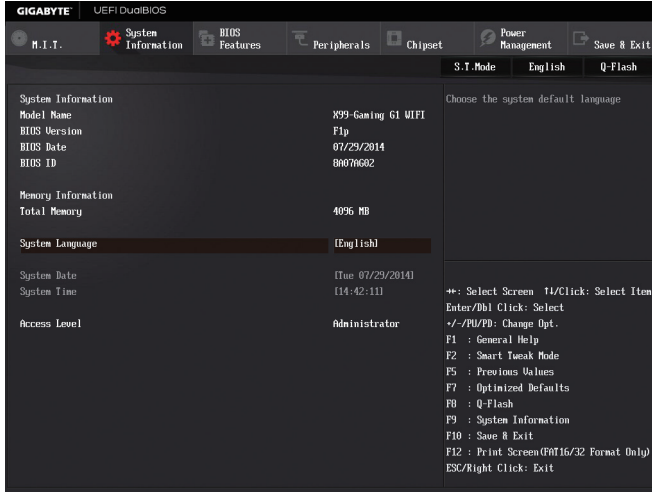 GIGABYTE™ UEFI DualBIOS
M.I.T.
System Information
BIOS Features
Peripherals
Chipset
Power Management
Save & Exit
S.T.Mode English Q-Flash
System Information
Model Name X99-Gaming G1 WIFI
BIOS Version F1p
BIOS Date 07/29/2014
BIOS ID 8A07AG02
Memory Information
Total Memory 4096 MB
System Language [English]
System Date [Tue 07/29/2014]
System Time [14:42:11]
Access Level Administrator
Choose the system default language
→←: Select Screen ↑↓/Click: Select Item
Enter/Dbl Click: Select
+/-/PU/PD: Change Opt.
F1 : General Help
F2 : Smart Tweak Mode
F5 : Previous Values
F7 : Optimized Defaults
F8 : Q-Flash
F9 : System Information
F10 : Save & Exit
F12 : Print Screen(FAT16/32 Format Only)
ESC/Right Click: Exit